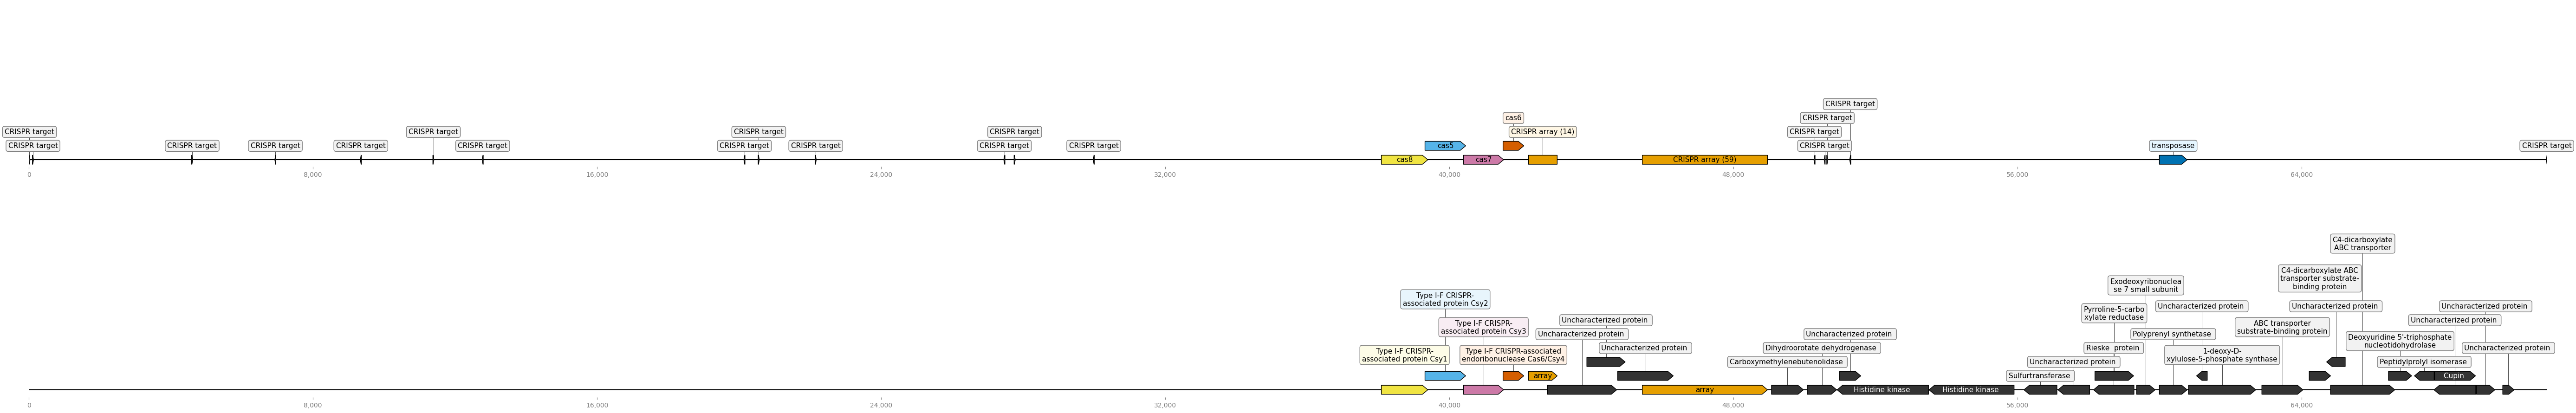 CRISPR target
cas6
CRISPR target
CRISPR target
CRISPR target
CRISPR target
CRISPR target
CRISPR array (14)
CRISPR target
CRISPR target
CRISPR target
CRISPR target
CRISPR target
CRISPR target
CRISPR target
CRISPR target
CRISPR target
CRISPR target
cas5
CRISPR target
transposase
CRISPR target
cas8
cas7
CRISPR array (59)
0
8,000
16,000
24,000
32,000
40,000
48,000
56,000
64,000
C4-dicarboxylate
ABC transporter
C4-dicarboxylate ABC
transporter substrate-
binding protein
Exodeoxyribonuclea
se 7 small subunit
Type I-F CRISPR-
associated protein Csy2
Uncharacterized protein
Uncharacterized protein
Uncharacterized protein
Pyrroline-5-carbo
xylate reductase
Type I-F CRISPR-
associated protein Csy3
Uncharacterized protein
ABC transporter
substrate-binding protein
Uncharacterized protein
Uncharacterized protein
Uncharacterized protein
Polyprenyl synthetase
Deoxyuridine 5'-triphosphate
nucleotidohydrolase
Type I-F CRISPR-
associated protein Csy1
Type I-F CRISPR-associated
endoribonuclease Cas6/Csy4
Uncharacterized protein
Dihydroorotate dehydrogenase
Rieske  protein
1-deoxy-D-
xylulose-5-phosphate synthase
Uncharacterized protein
Carboxymethylenebutenolidase
Uncharacterized protein
Peptidylprolyl isomerase
array
Sulfurtransferase
Cupin
array
Histidine kinase
Histidine kinase
0
8,000
16,000
24,000
32,000
40,000
48,000
56,000
64,000